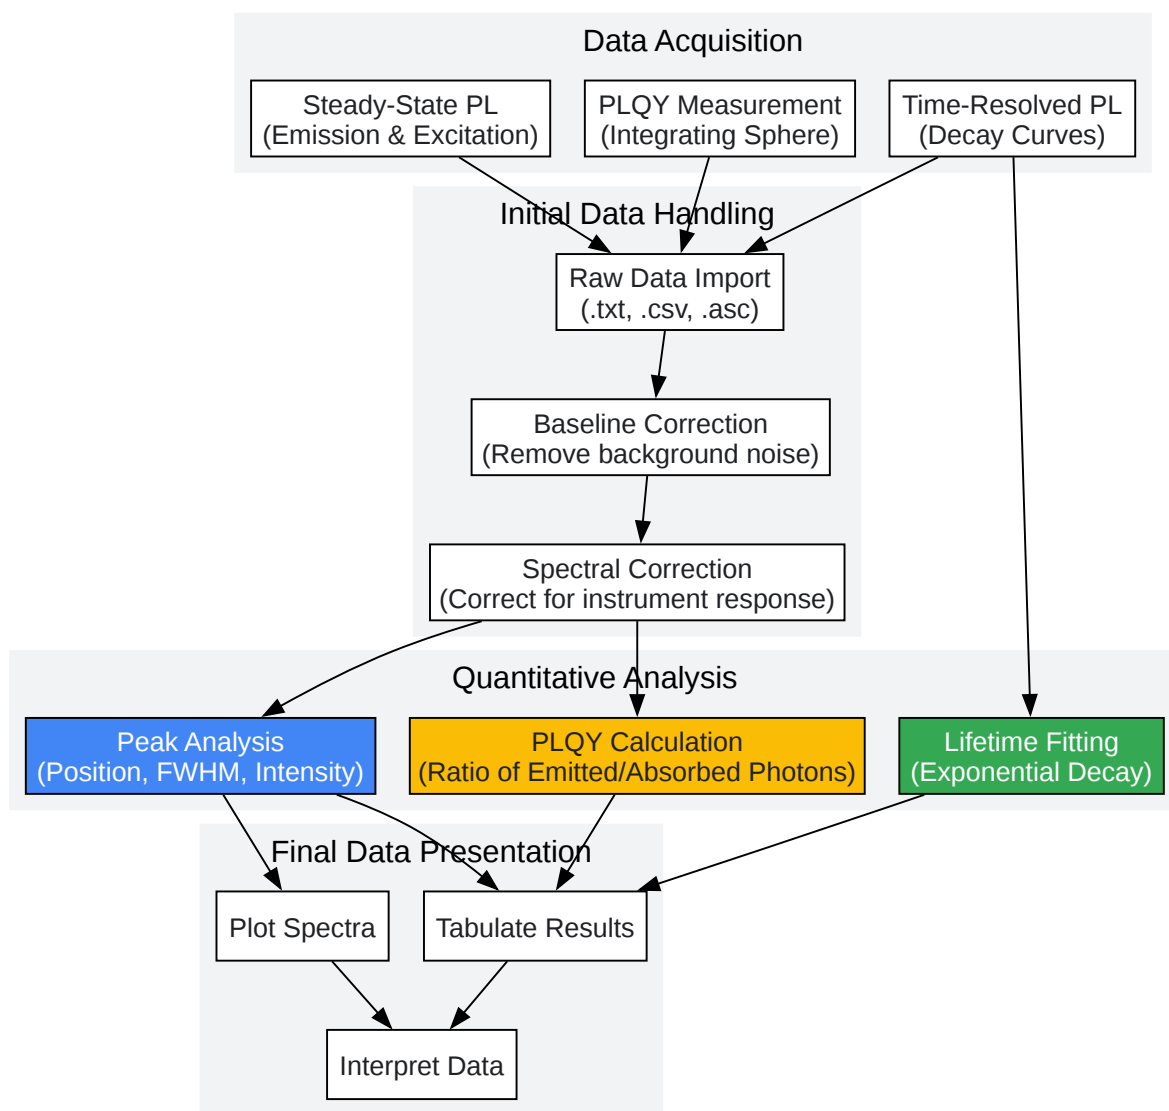 Data Acquisition
Steady-State PL
(Emission & Excitation)
PLQY Measurement
(Integrating Sphere)
Time-Resolved PL
(Decay Curves)
Initial Data Handling
Raw Data Import
(.txt, .csv, .asc)
Baseline Correction
(Remove background noise)
Spectral Correction
(Correct for instrument response)
Quantitative Analysis
Peak Analysis
(Position, FWHM, Intensity)
PLQY Calculation
(Ratio of Emitted/Absorbed Photons)
Lifetime Fitting
(Exponential Decay)
Final Data Presentation
Plot Spectra
Tabulate Results
Interpret Data